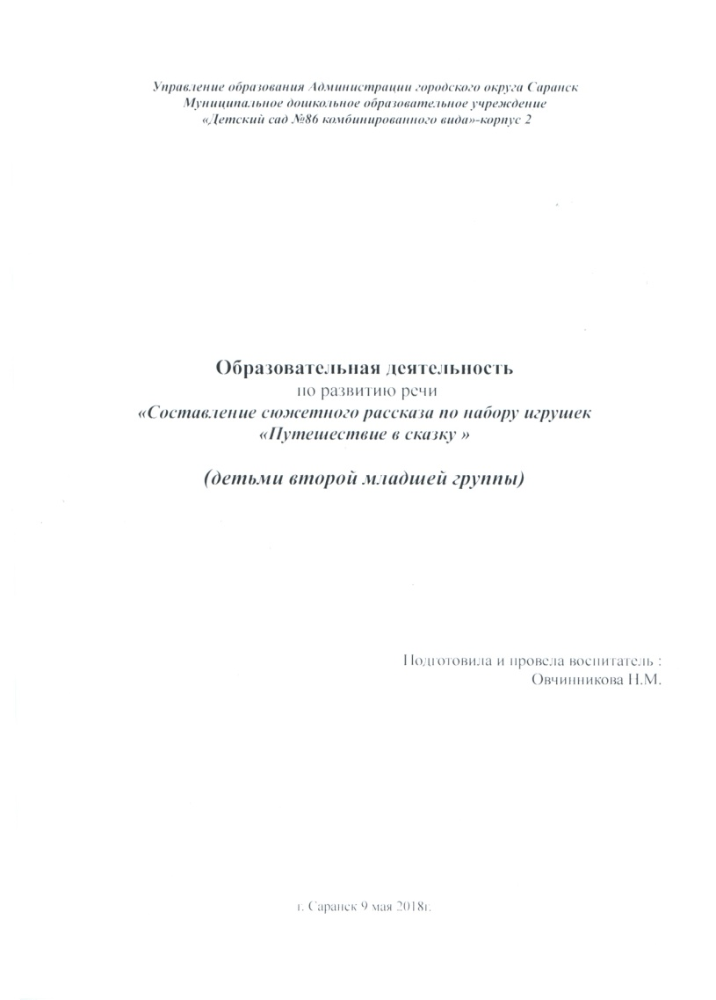 Управление образования Администрации городского округа Саранск
Муниципальное дошкольное образовательное учреждение
«Детский сад №86 комбинированного вида»-корпус 2
Образовательная деятельность
по развитию речи
«Составление сюжетного рассказа по набору игрушек
«Путешествие в сказку »
(детьми второй младшей группы)
Подготовила и провела воспитатель :
Овчинникова Н.М.
г. Саранск 9 мая 2018г.